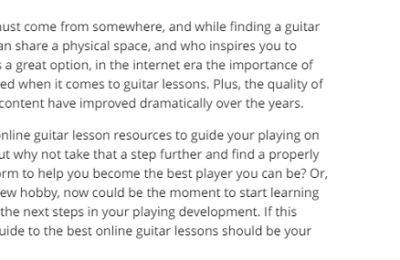 must come from somewhere, and while finding a guitar
an share a physical space, and who inspires you to
s a great option, in the internet era the importance of
ed when it comes to guitar lessons. Plus, the quality of
content have improved dramatically over the years.
online guitar lesson resources to guide your playing on
ut why not take that a step further and find a properly
orm to help you become the best player you can be? Or,
ew hobby, now could be the moment to start learning
the next steps in your playing development. If this
uide to the best online guitar lessons should be your